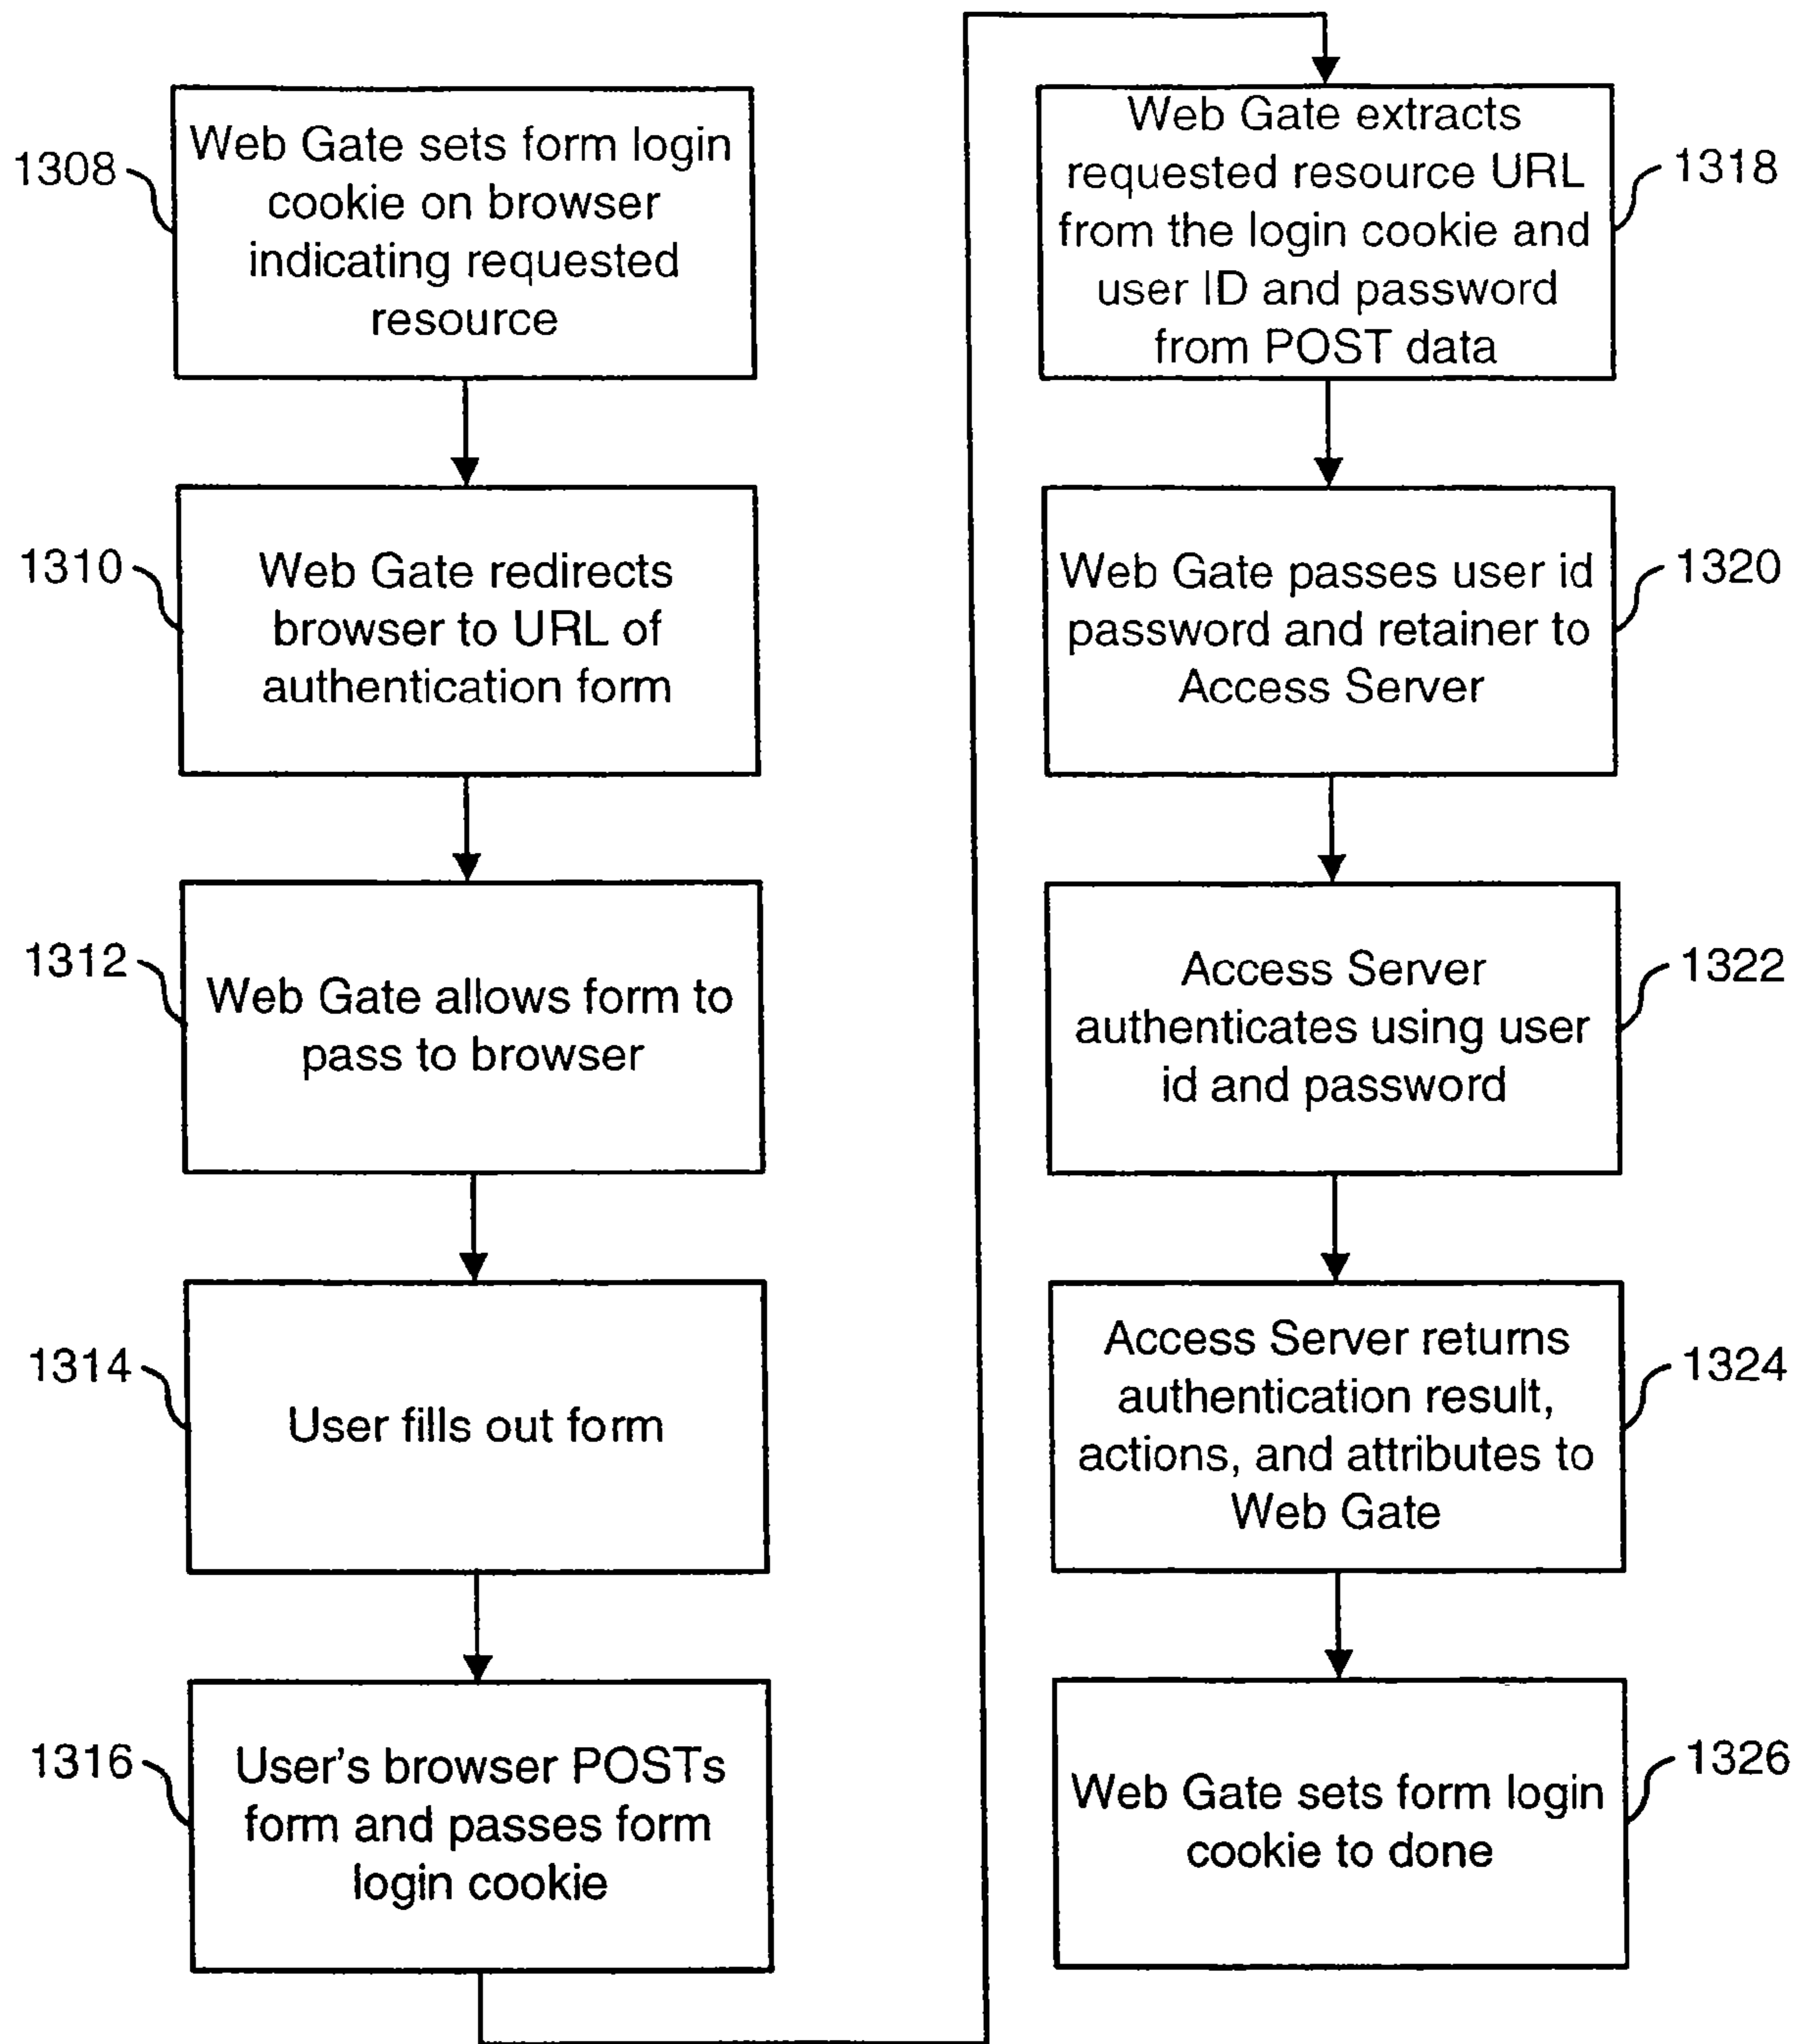 1308
Web Gate sets form login
cookie on browser
indicating requested
resource
1310
Web Gate redirects
browser to URL of
authentication form
1312
Web Gate allows form to
pass to browser
1314
User fills out form
1316
User's browser POSTs
form and passes form
login cookie
Web Gate extracts
requested resource URL
from the login cookie and
user ID and password
from POST data
1318
Web Gate passes user id
password and retainer to
Access Server
1320
Access Server
authenticates using user
id and password
1322
Access Server returns
authentication result,
actions, and attributes to
Web Gate
1324
Web Gate sets form login
cookie to done
1326